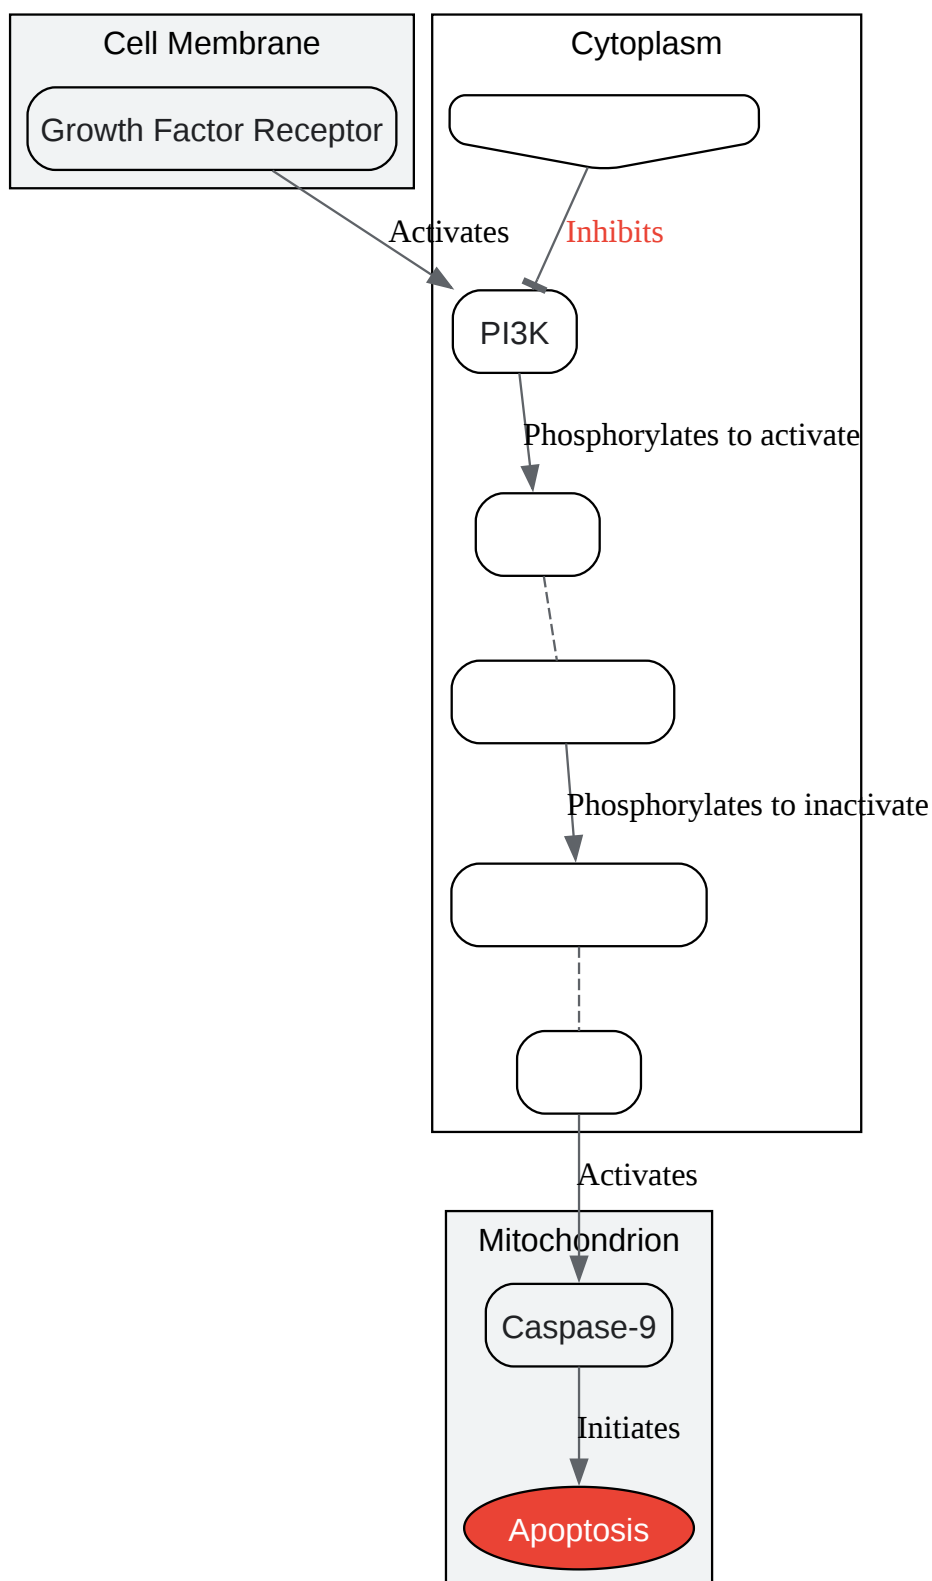 Cell Membrane
Growth Factor Receptor
Cytoplasm
Activates
Inhibits
PI3K
Phosphorylates to activate
Phosphorylates to inactivate
Activates
Mitochondrion
Caspase-9
Initiates
Apoptosis